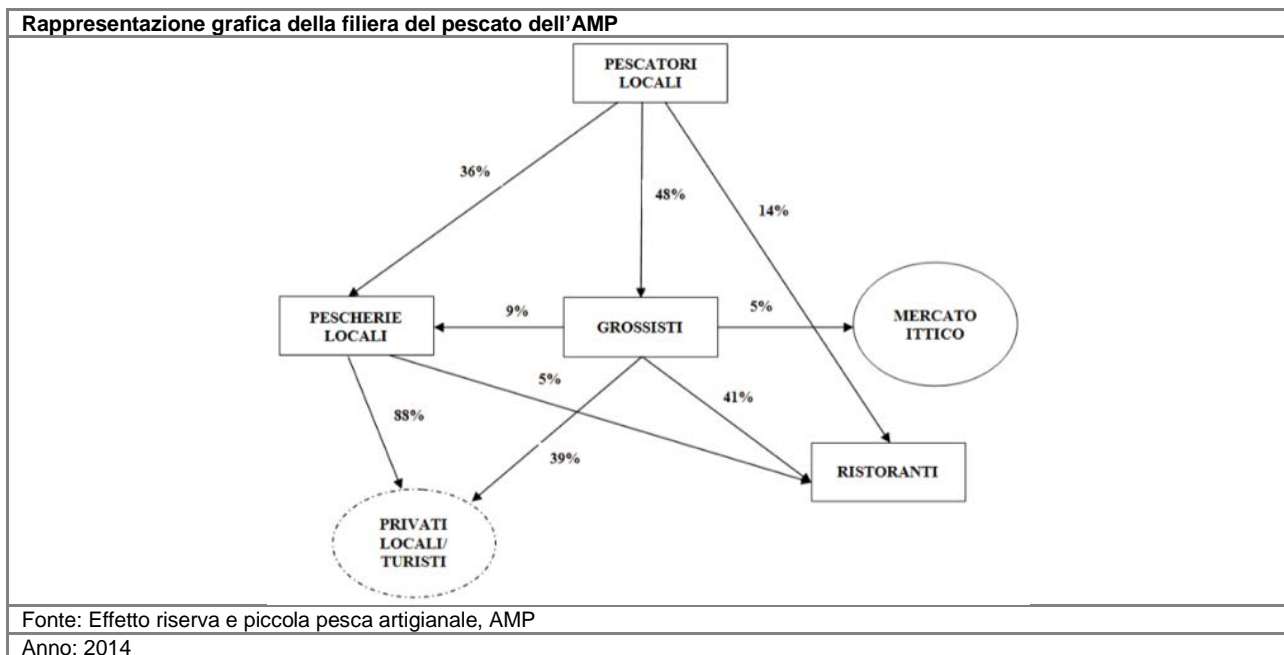 Rappresentazione grafica della filiera del pescato dell’AMP
PESCATORI
LOCALI
36%
48%
14%
PESCHERIE
LOCALI
9%
GROSSISTI
5%
MERCATO
ITTICO
5%
41%
88%
39%
RISTORANTI
PRIVATI
LOCALI/
TURISTI
Fonte: Effetto riserva e piccola pesca artigianale, AMP
Anno: 2014